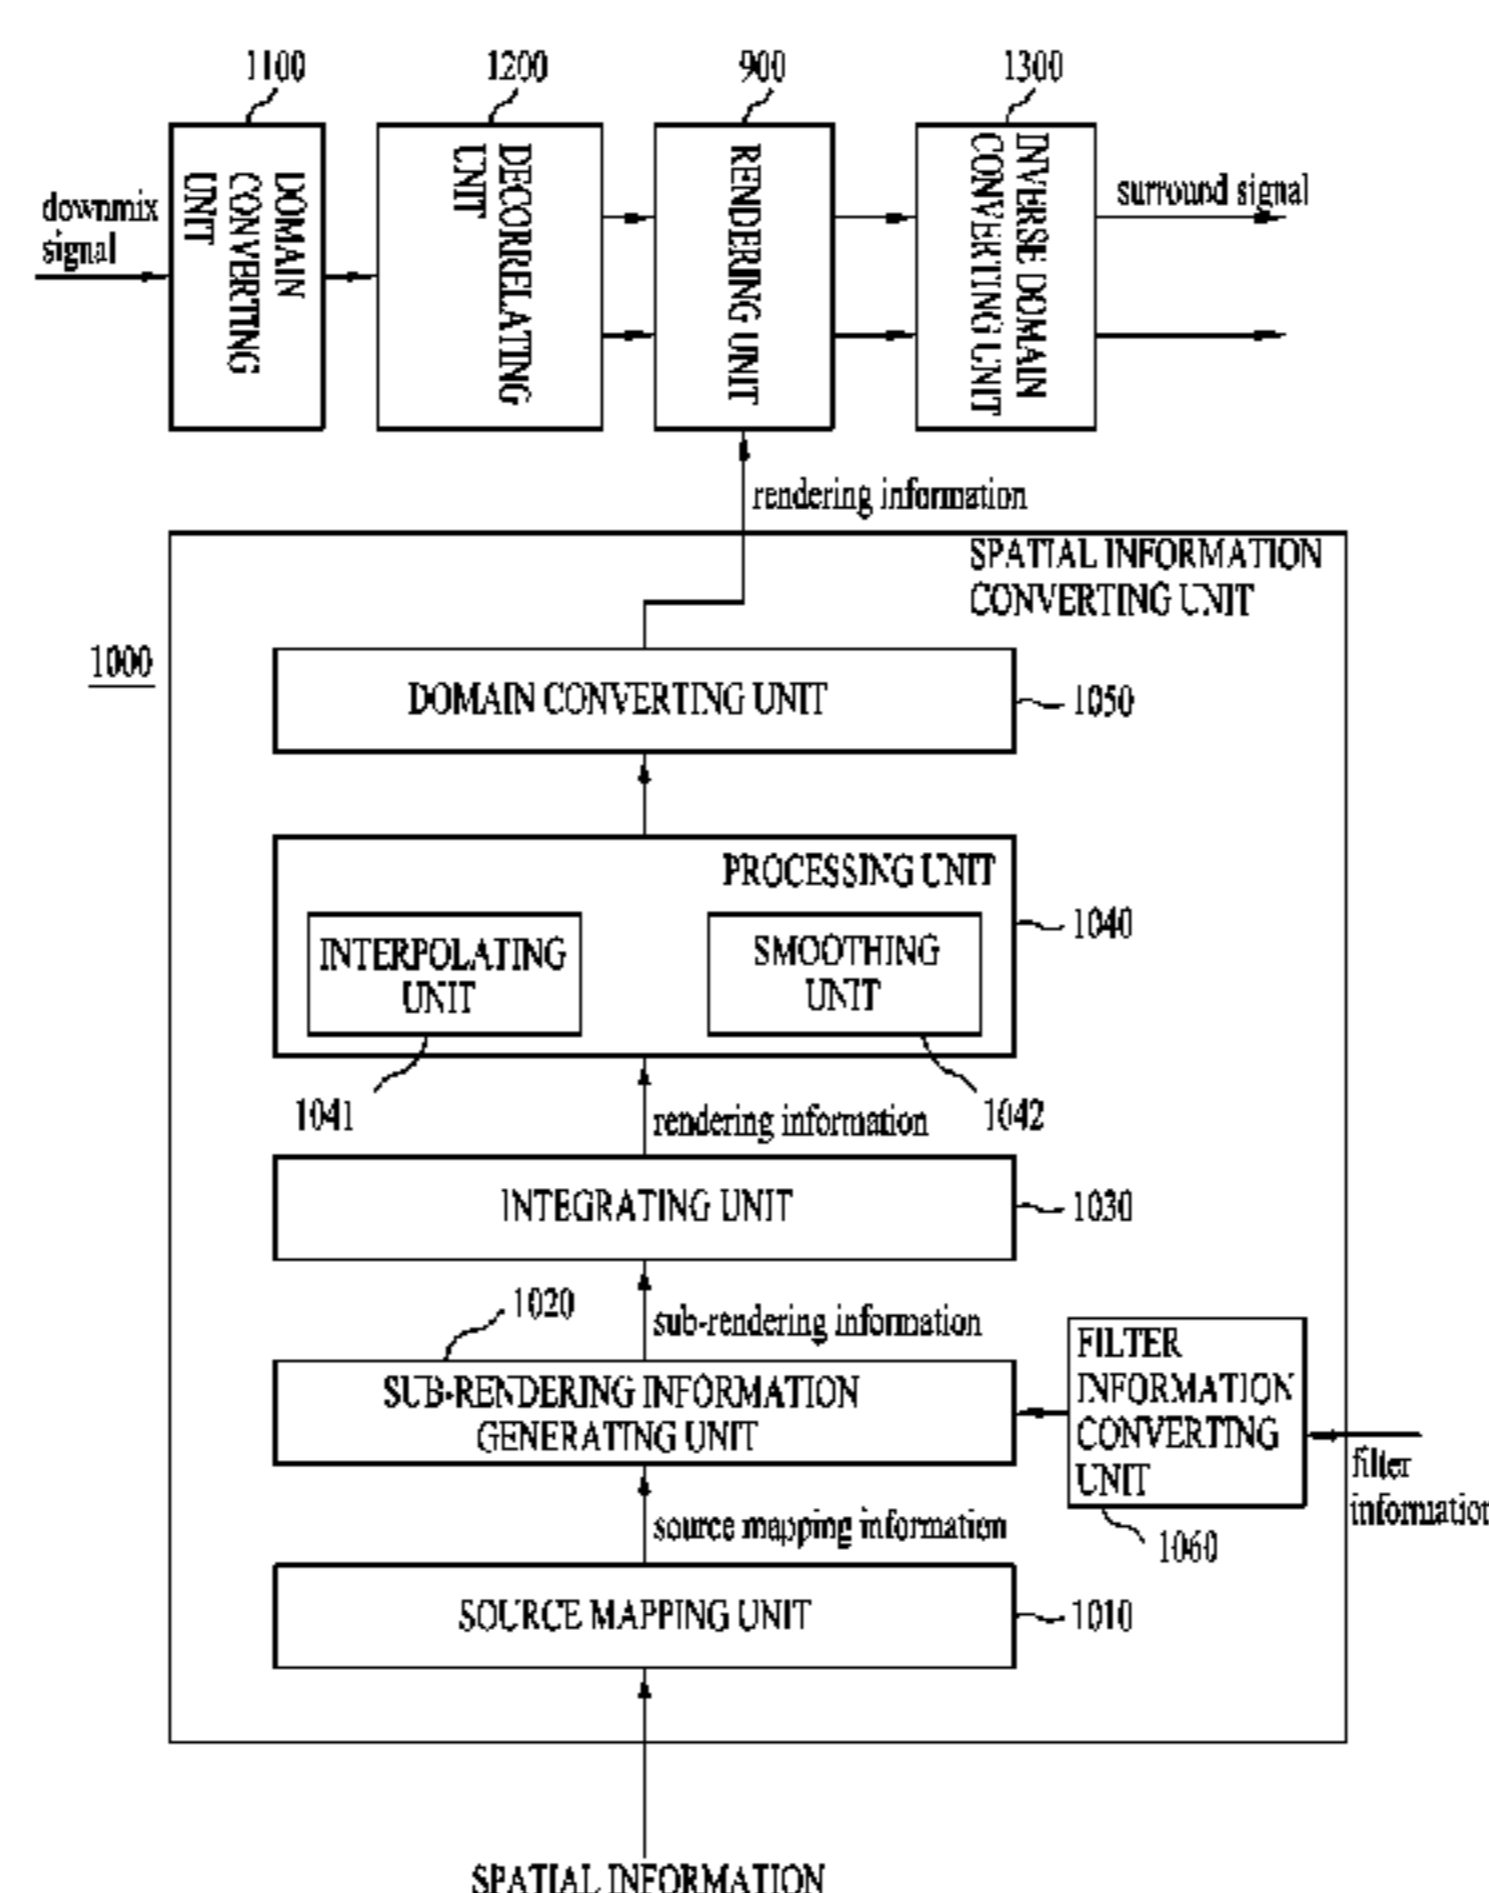 1100
1200
900
1300
downmix
signal
DOMAIN
CONVERTING
UNIT
DECORRELATING
UNIT
RENDERING UNIT
INVERSE DOMAIN
CONVERTING UNIT
surround signal
rendering information
SPATIAL INFORMATION
CONVERTING UNIT
1000
DOMAIN CONVERTING UNIT
1050
PROCESSING UNIT
1040
INTERPOLATING
UNIT
SMOOTHING
UNIT
1041
1042
rendering information
INTEGRATING UNIT
1030
1020
sub-rendering information
SUB-RENDERING INFORMATION
GENERATING UNIT
FILTER
INFORMATION
CONVERTING
UNIT
filter
information
1060
source mapping information
SOURCE MAPPING UNIT
1010
SPATIAL INFORMATION